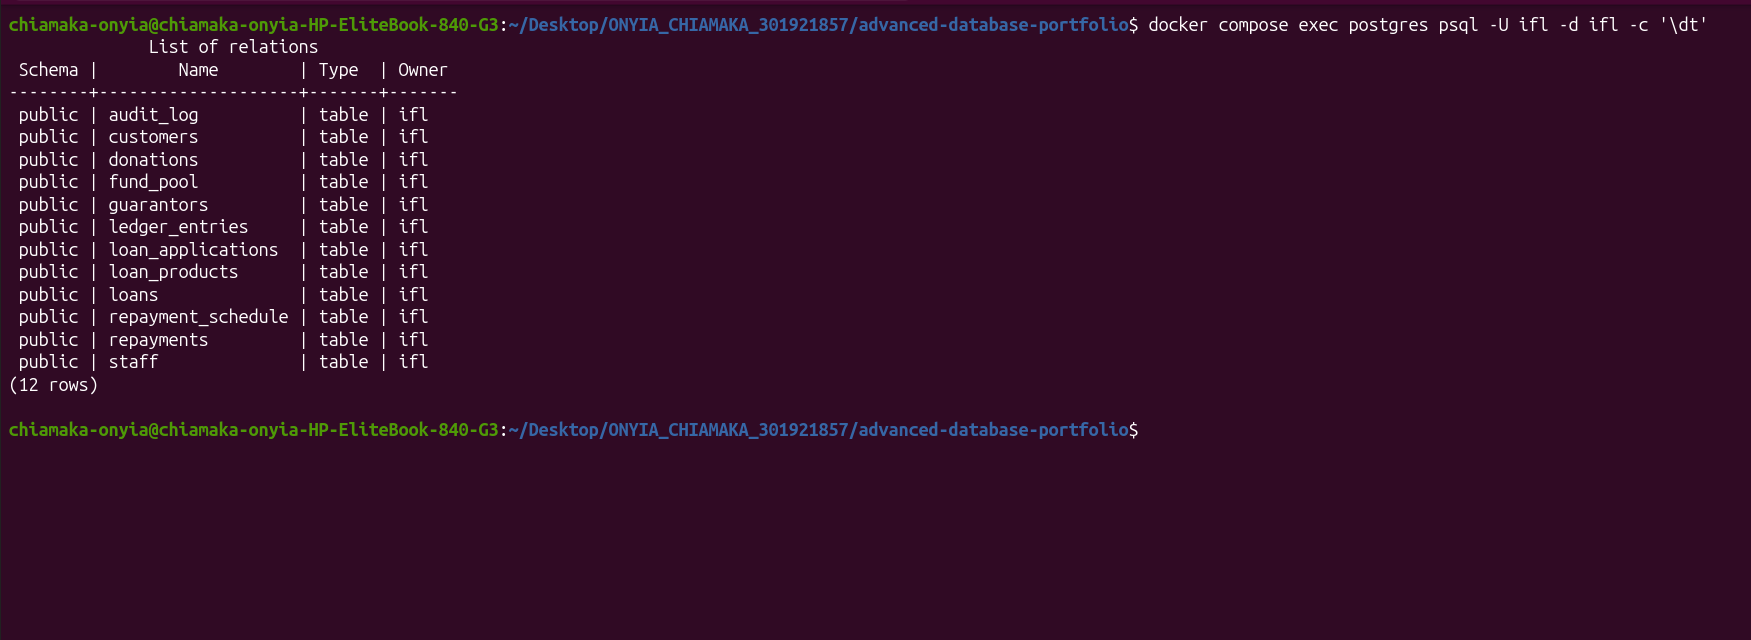 chiamaka-onyia@chiamaka-onyia-HP-EliteBook-840-G3:~/Desktop/ONYIA_CHIAMAKA_301921857/advanced-database-portfolio$ docker compose exec postgres psql -U ifl -d ifl -c '\dt'
              List of relations
 Schema |        Name        | Type  | Owner
--------+--------------------+-------+-------
 public | audit_log          | table | ifl
 public | customers          | table | ifl
 public | donations          | table | ifl
 public | fund_pool          | table | ifl
 public | guarantors         | table | ifl
 public | ledger_entries     | table | ifl
 public | loan_applications  | table | ifl
 public | loan_products      | table | ifl
 public | loans              | table | ifl
 public | repayment_schedule | table | ifl
 public | repayments         | table | ifl
 public | staff              | table | ifl
(12 rows)

chiamaka-onyia@chiamaka-onyia-HP-EliteBook-840-G3:~/Desktop/ONYIA_CHIAMAKA_301921857/advanced-database-portfolio$